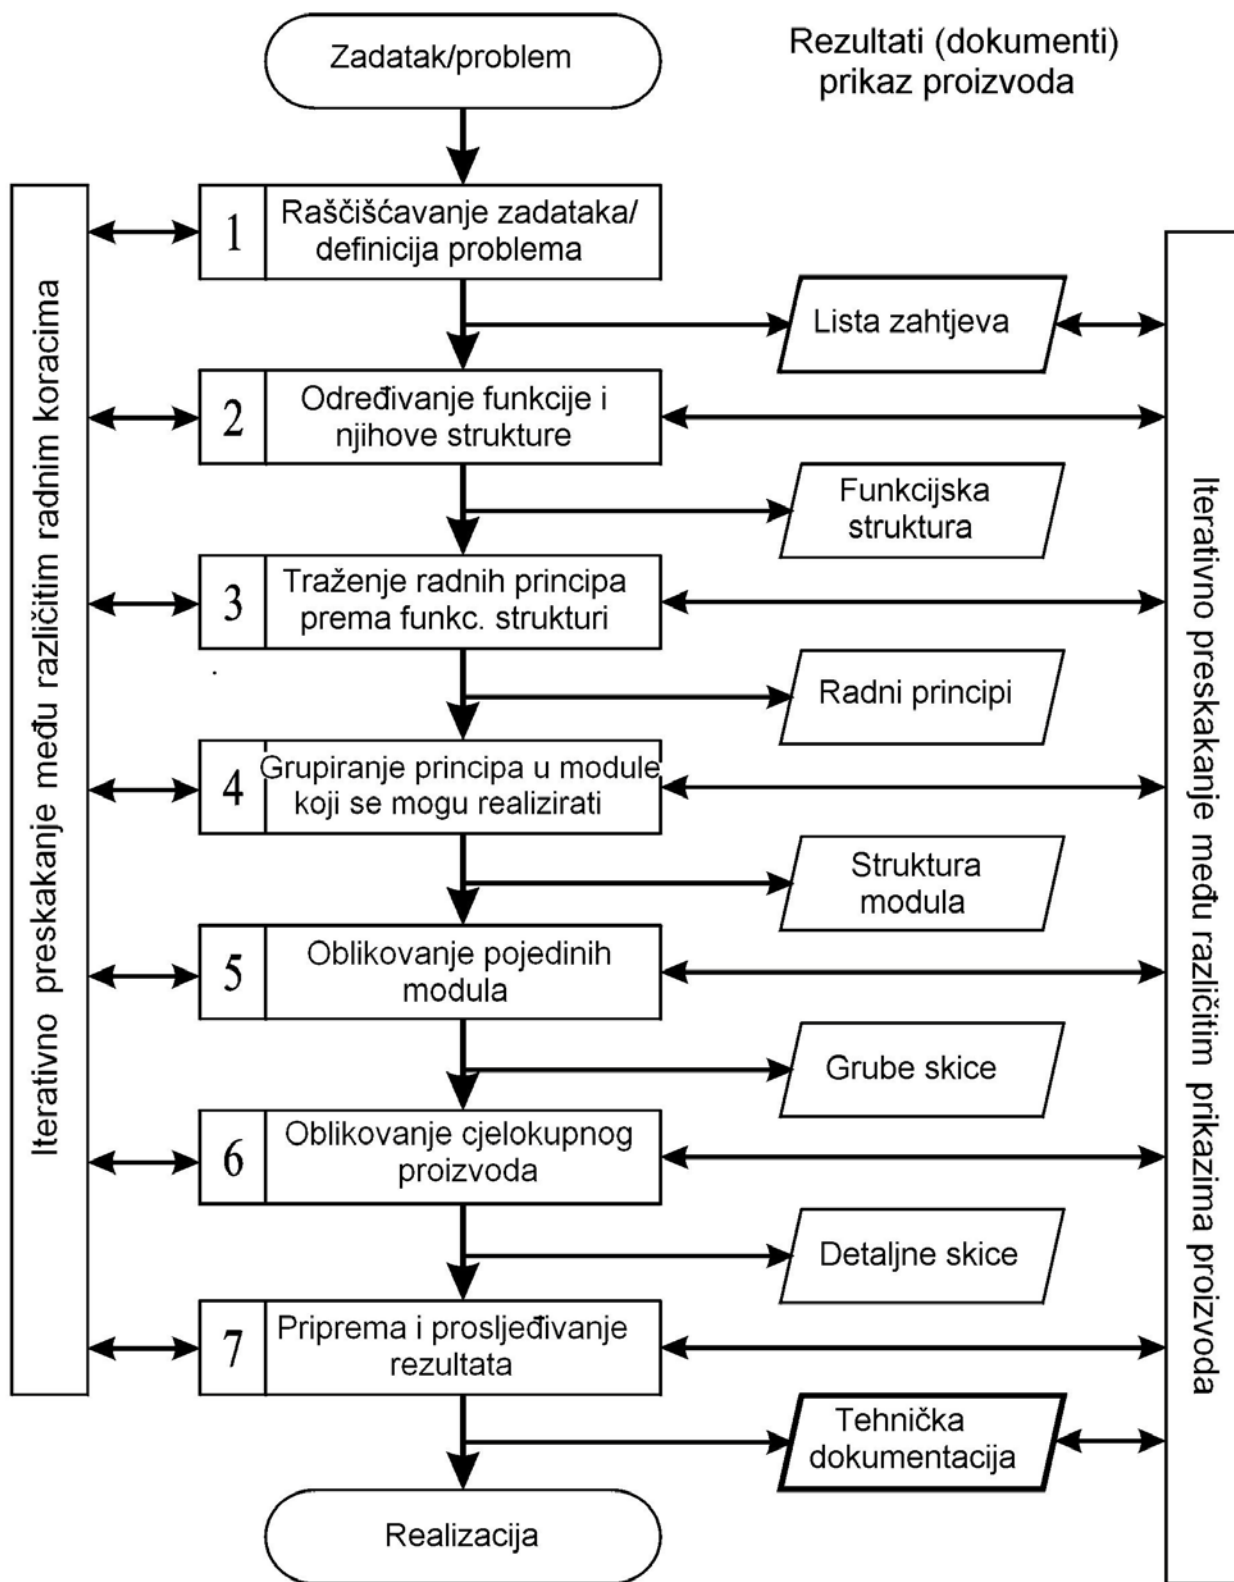 Zadatak/problem
Rezultati (dokumenti)
prikaz proizvoda
Iterativno preskakanje među različitim radnim koracima
1
Raščišćavanje zadataka/
definicija problema
Lista zahtjeva
2
Određivanje funkcije i
njihove strukture
Funkcijska
struktura
3
Traženje radnih principa
prema funkc. strukturi
Radni principi
4
Grupiranje principa u module
koji se mogu realizirati
Struktura
modula
5
Oblikovanje pojedinih
modula
Grube skice
6
Oblikovanje cjelokupnog
proizvoda
Detaljne skice
7
Priprema i prosljeđivanje
rezultata
Tehnička
dokumentacija
Realizacija
Iterativno preskakanje među različitim prikazima proizvoda